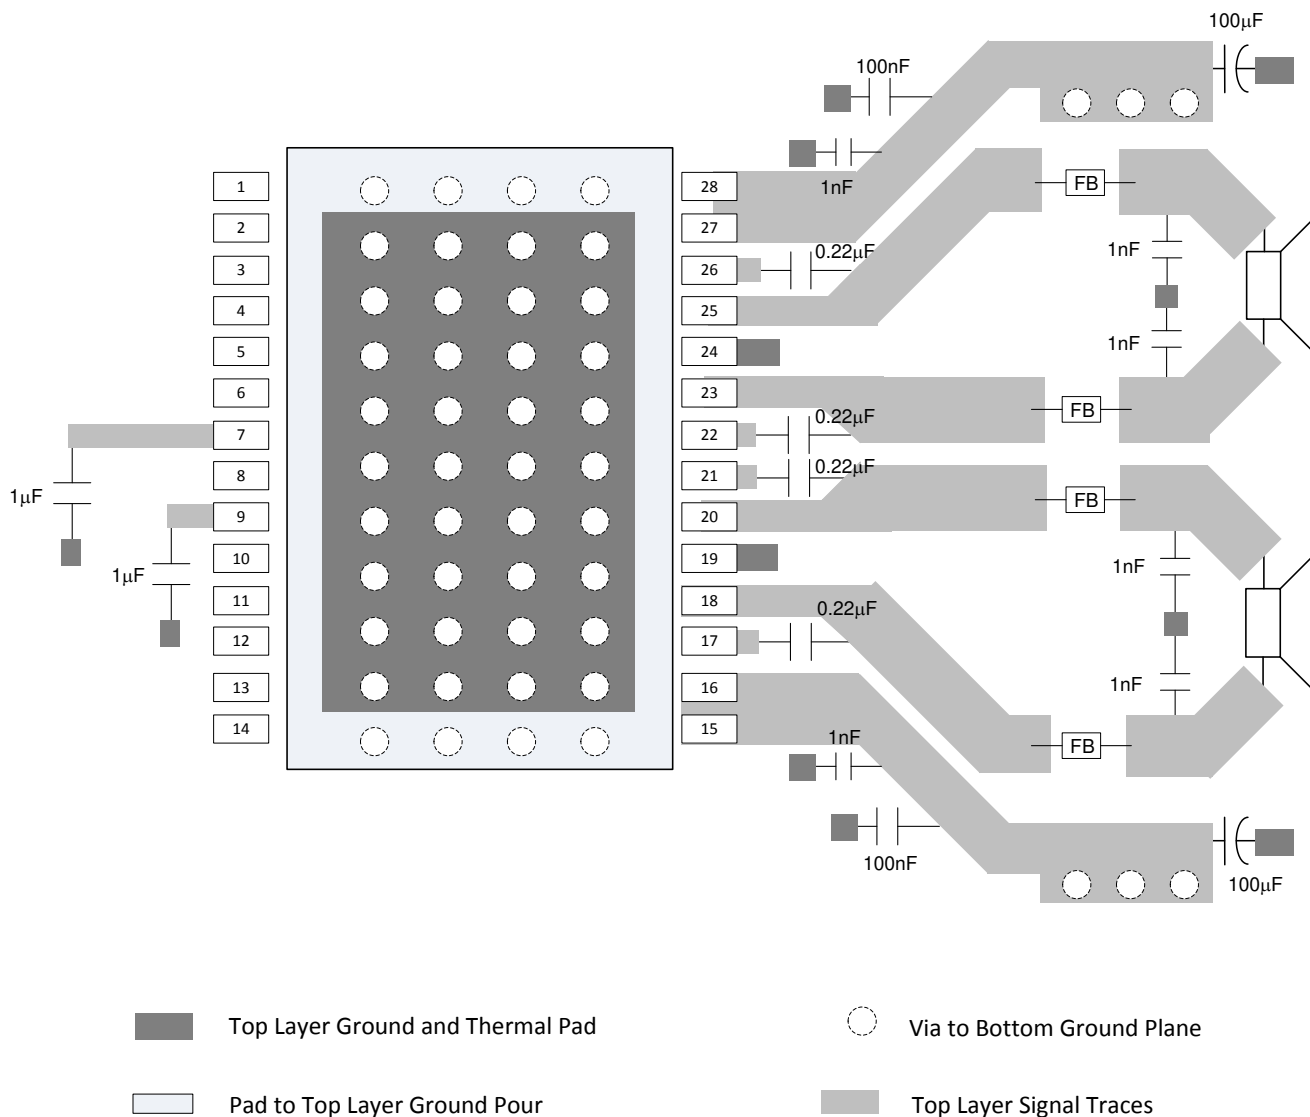 100µF
100nF
1nF
1
28
FB
2
27
1nF
3
26
0.22µF
4
25
5
24
1nF
6
23
FB
7
22
0.22µF
8
21
0.22µF
1µF
9
20
FB
10
19
1µF
1nF
11
18
0.22µF
12
17
13
16
1nF
14
15
1nF
FB
100nF
100µF
Top Layer Ground and Thermal Pad
Via to Bottom Ground Plane
Pad to Top Layer Ground Pour
Top Layer Signal Traces